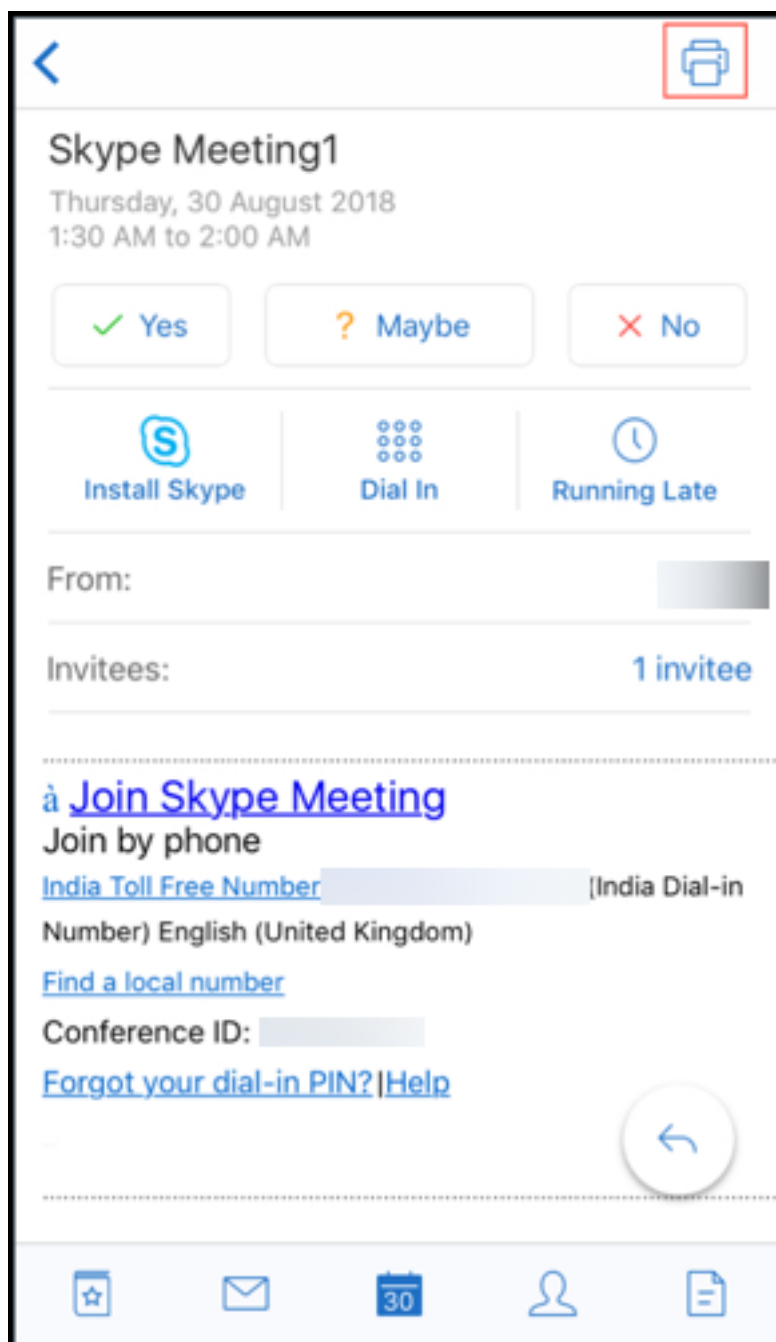 Skype Meeting1
Thursday, 30 August 2018
1:30 AM to 2:00 AM
Yes Maybe No
Install Skype Dial In Running Late
From:
Invitees: 1 invitee
à Join Skype Meeting
Join by phone
India Toll Free Number (India Dial-in
Number) English (United Kingdom)
Find a local number
Conference ID:
Forgot your dial-in PIN?|Help
30